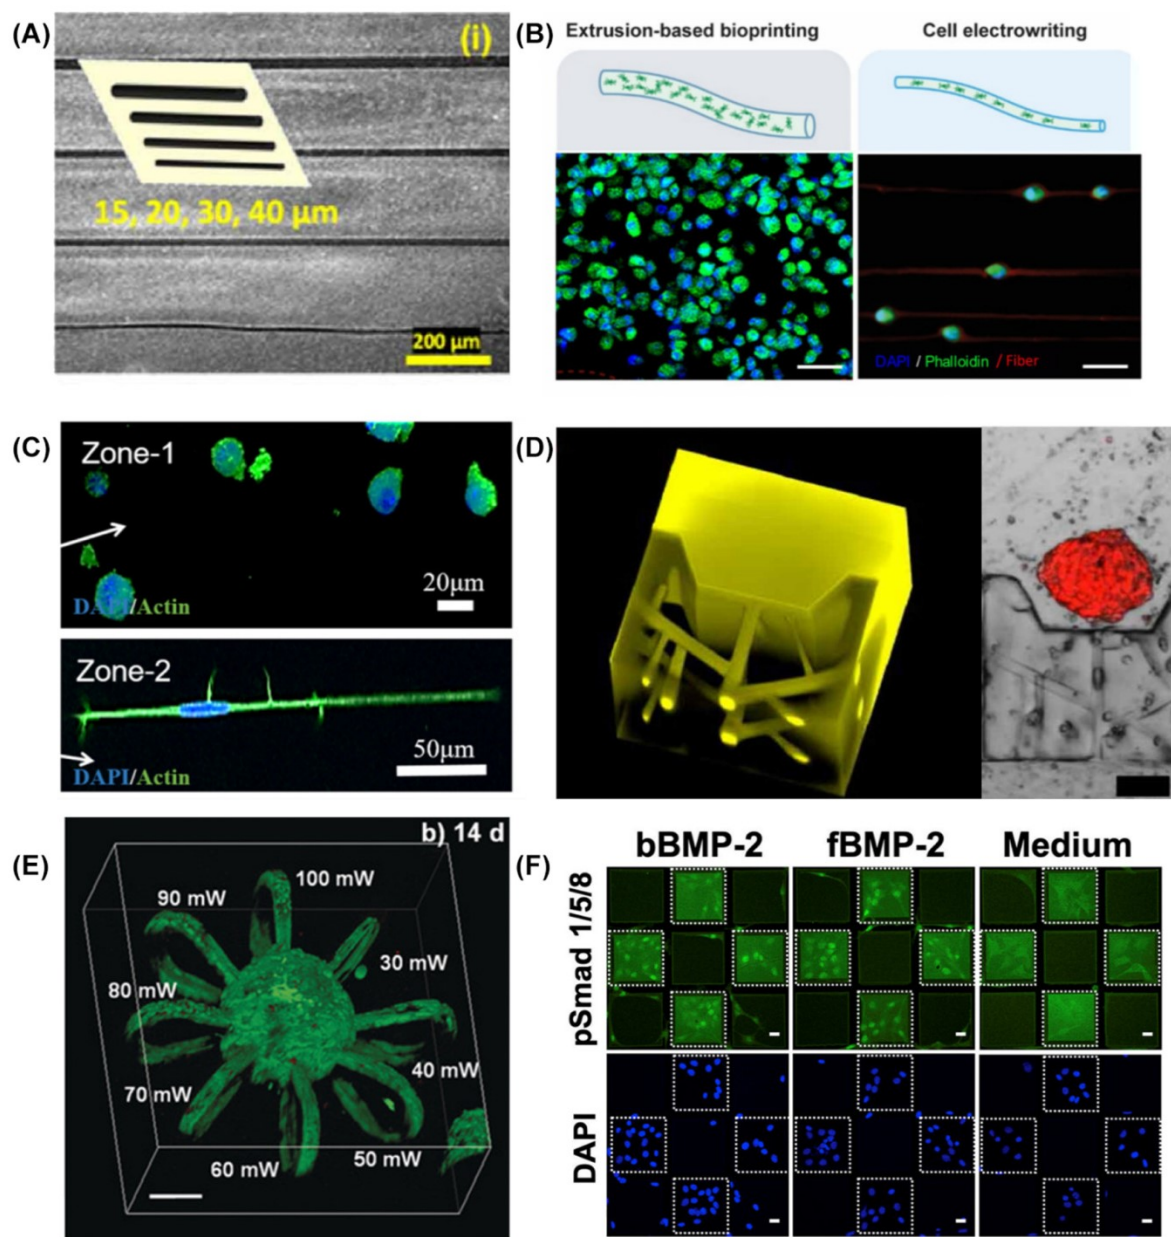 (A)
(i)
15, 20, 30, 40 μm
200 μm
(B)
Extrusion-based bioprinting
Cell electrowriting
DAPI / Phalloidin / Fiber
(C)
Zone-1
20μm
DAPI/Actin
Zone-2
50μm
DAPI/Actin
(D)
(E)
b) 14 d
100 mW
90 mW
30 mW
80 mW
40 mW
70 mW
50 mW
60 mW
(F)
bBMP-2
fBMP-2
Medium
pSmad 1/5/8
DAPI